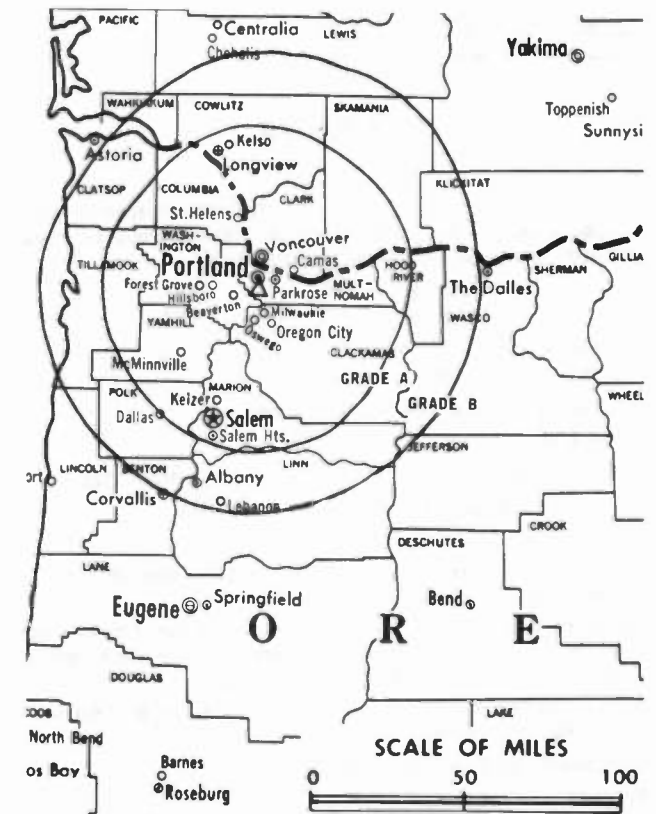 PACIFIC
Centralia
LEWIS
Chehalis
Yakima
WAHKIAKUM
COWLITZ
SKAMANIA
Toppenish
Sunnysi
Kelso
Astoria
Longview
KLICKITAT
CLATSOP
COLUMBIA
CLARK
St. Helens
WASH-
INGTON
Vancouver
TILLAMOOK
Portland
Camas
HOOD
RIVER
SHERMAN
GILLIA
Forest Grove
Parkrose
MULT-
NOMAH
The Dalles
Hillsboro
Beaverton
Milwaukie
WASCO
YAMHILL
Oswego
Oregon City
McMinnville
CLACKAMAS
GRADE A
POLK
MARION
GRADE B
WHEEL
Keizer
Dallas
Salem
Salem Hts.
JEFFERSON
LINCOLN
BENTON
LINN
ort
Albany
Corvallis
Lebanon
CROOK
DESCHUTES
LANE
Eugene
Springfield
Bend
O R E
DOUGLAS
COOS
LAKE
North Bend
SCALE OF MILES
os Bay
Barnes
0 50 100
Roseburg